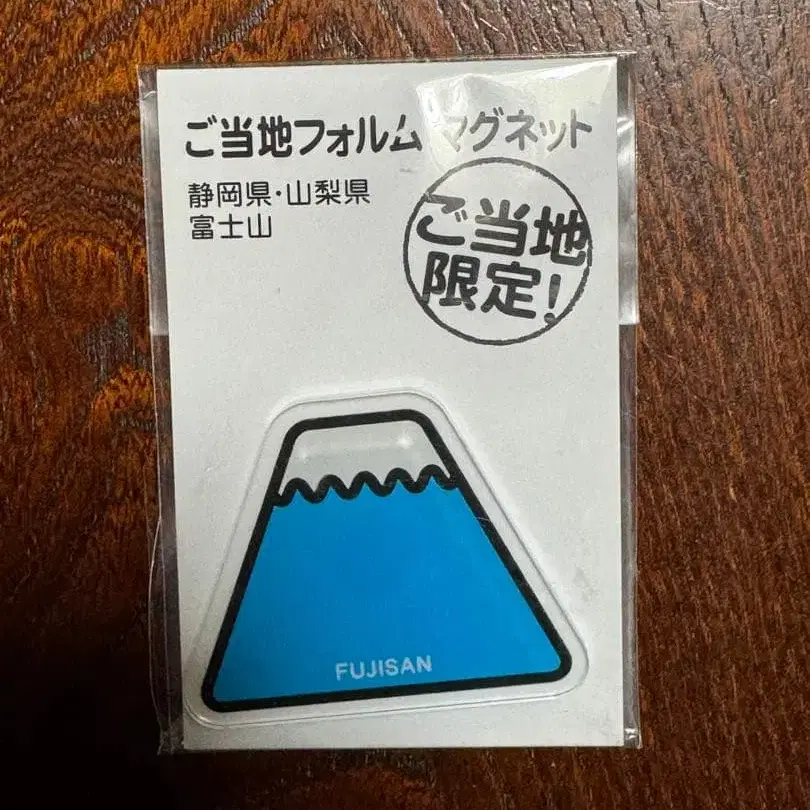 ご当地フォルムマグネット
静岡県・山梨県
富士山
ご当地
限定!
FUJISAN